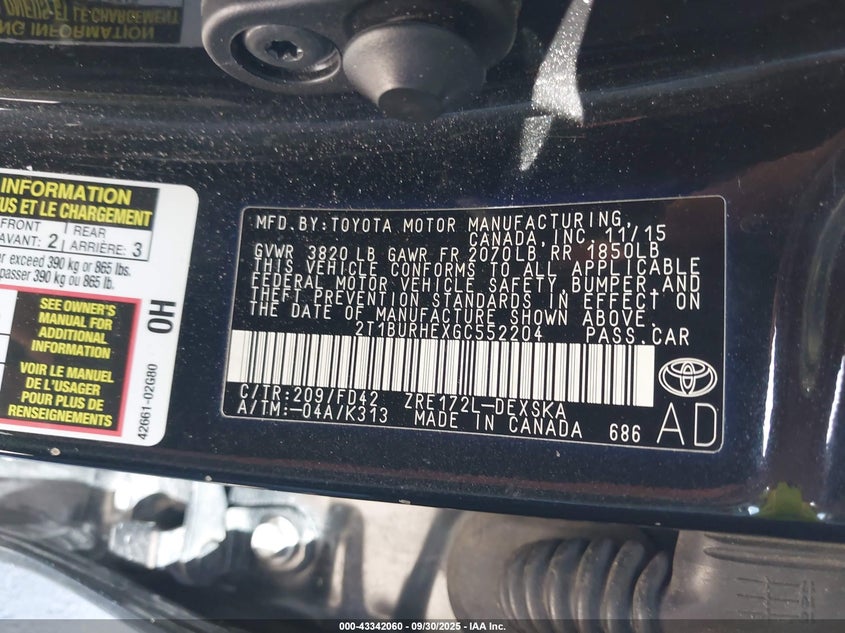 INFORMATION
US ET LE CHARGEMENT
FRONT
AVANT: 2
REAR
ARRIÈRE: 3
er exceed 390 kg or 865 lbs.
passer 390 kg ou 865 lb.
SEE OWNER'S
MANUAL FOR
ADDITIONAL
INFORMATION
VOIR LE MANUEL
DE L'USAGER
POUR PLUS DE
RENSEIGNEMENTS
42661-02G80
OH
MFD. BY: TOYOTA MOTOR MANUFACTURING,
CANADA, INC. 11/15
GVWR 3820 LB GAWR FR 2070LB RR 1850LB
THIS VEHICLE CONFORMS TO ALL APPLICABLE
FEDERAL MOTOR VEHICLE SAFETY, BUMPER, AND
THEFT PREVENTION STANDARDS IN EFFECT ON
THE DATE OF MANUFACTURE SHOWN ABOVE.
2T1BURHEXGC552204 PASS. CAR
C/TR: 209/FD42 ZRE172L-DEXSKA
A/TM: -04A/K313 MADE IN CANADA 686
AD
000-43342060 - 09/30/2025 - IAA Inc.